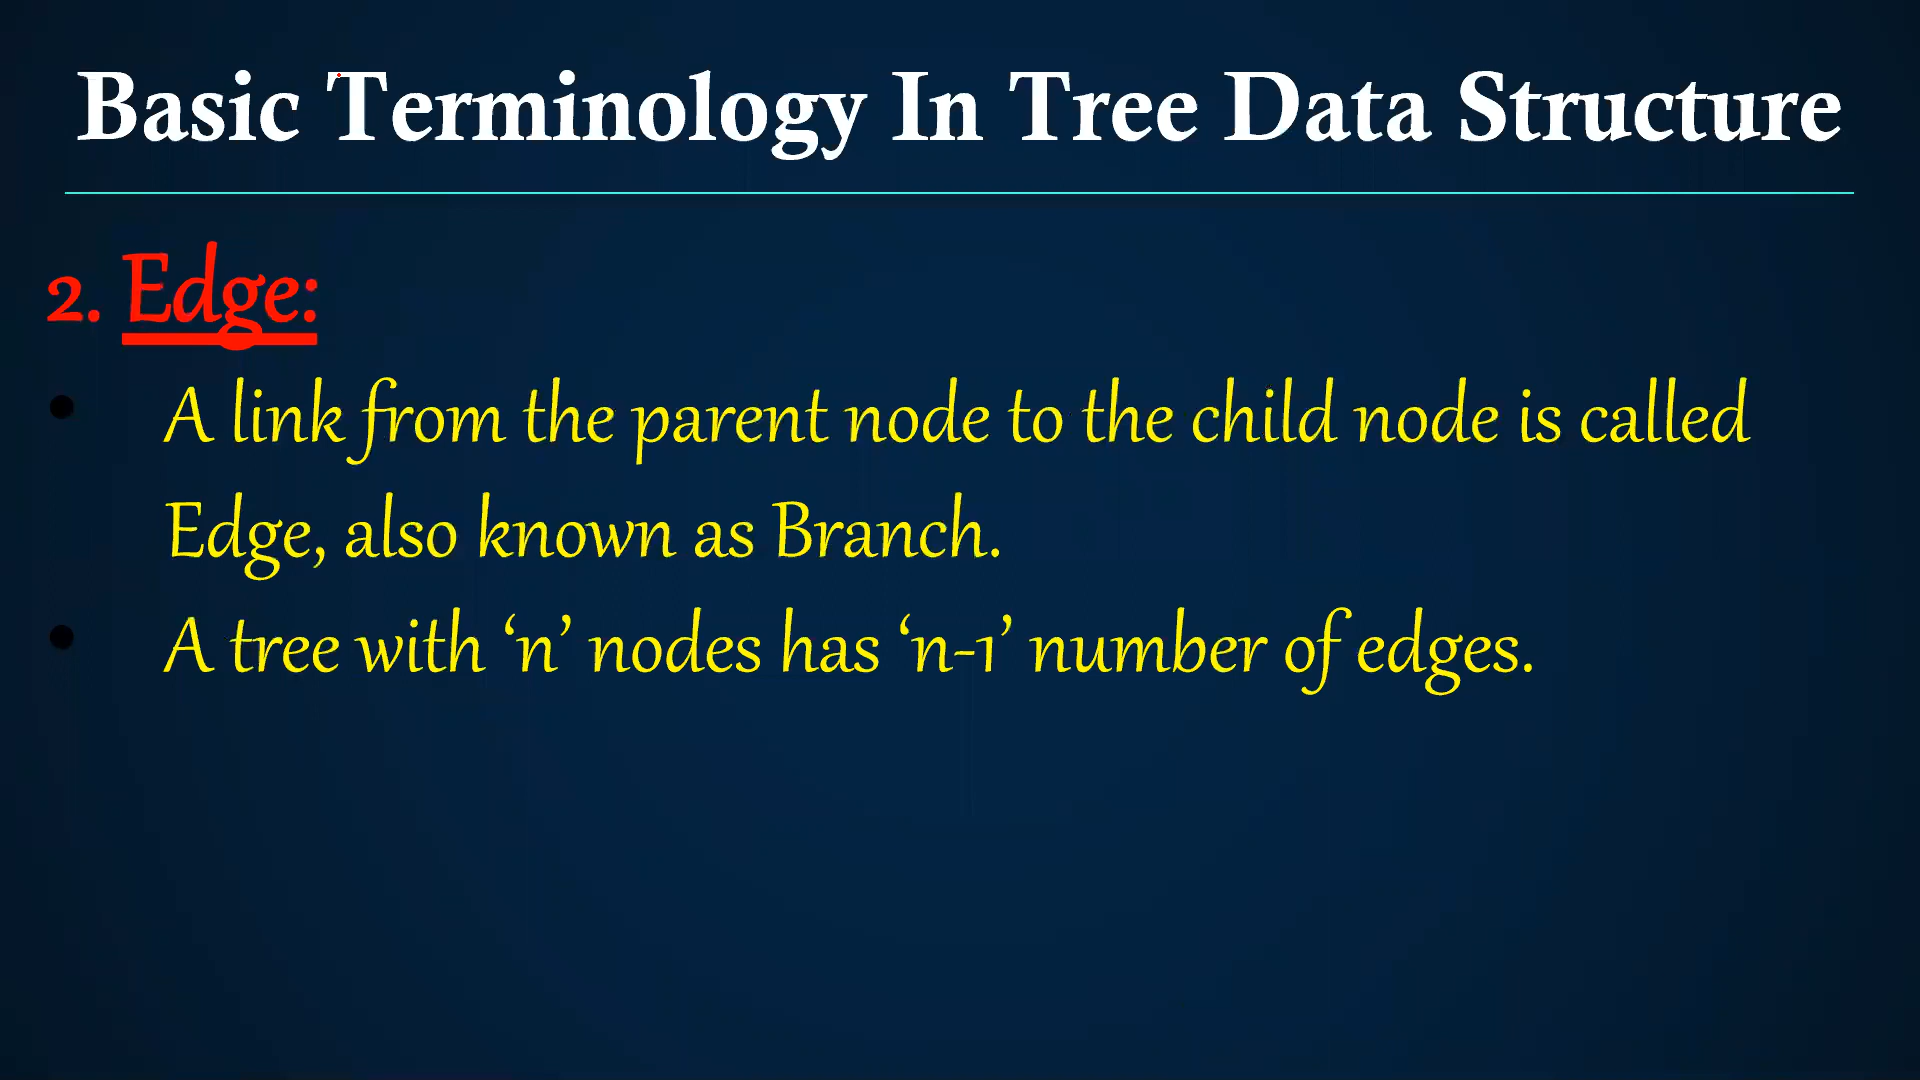 Basic Terminology In Tree Data Structure
2. Edge:
• A link from the parent node to the child node is called
Edge, also known as Branch.
• A tree with ‘n’ nodes has ‘n-1’ number of edges.